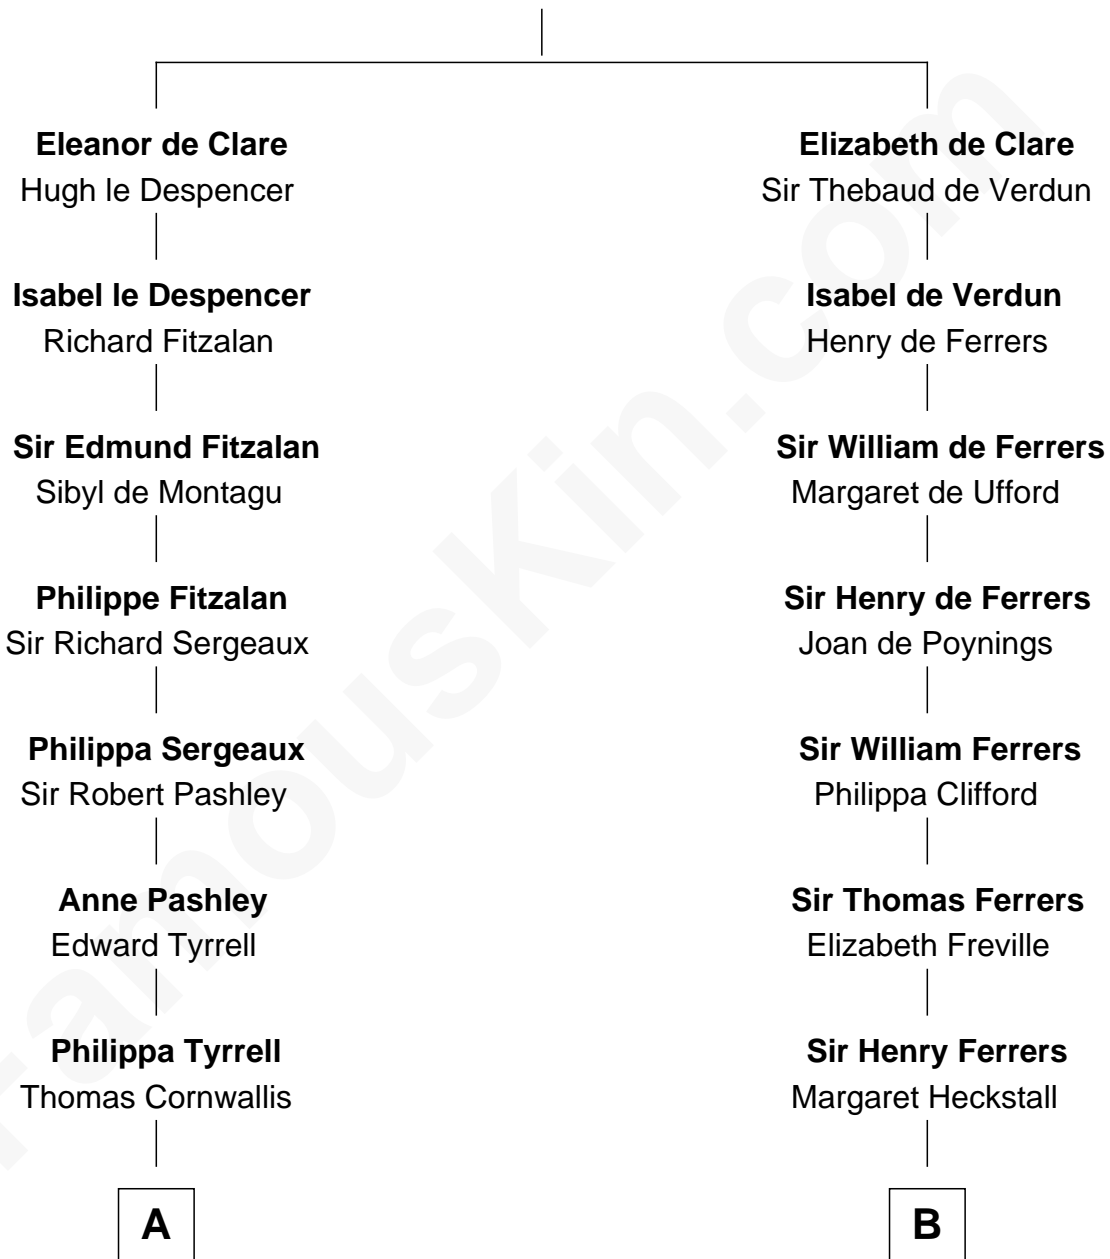 Eleanor de Clare
Hugh le Despencer
Isabel le Despencer
Richard Fitzalan
Sir Edmund Fitzalan
Sibyl de Montagu
Philippe Fitzalan
Sir Richard Sergeaux
Philippa Sergeaux
Sir Robert Pashley
Anne Pashley
Edward Tyrrell
Philippa Tyrrell
Thomas Cornwallis
A
Elizabeth de Clare
Sir Thebaud de Verdun
Isabel de Verdun
Henry de Ferrers
Sir William de Ferrers
Margaret de Ufford
Sir Henry de Ferrers
Joan de Poynings
Sir William Ferrers
Philippa Clifford
Sir Thomas Ferrers
Elizabeth Freville
Sir Henry Ferrers
Margaret Heckstall
B
FamousKin.com